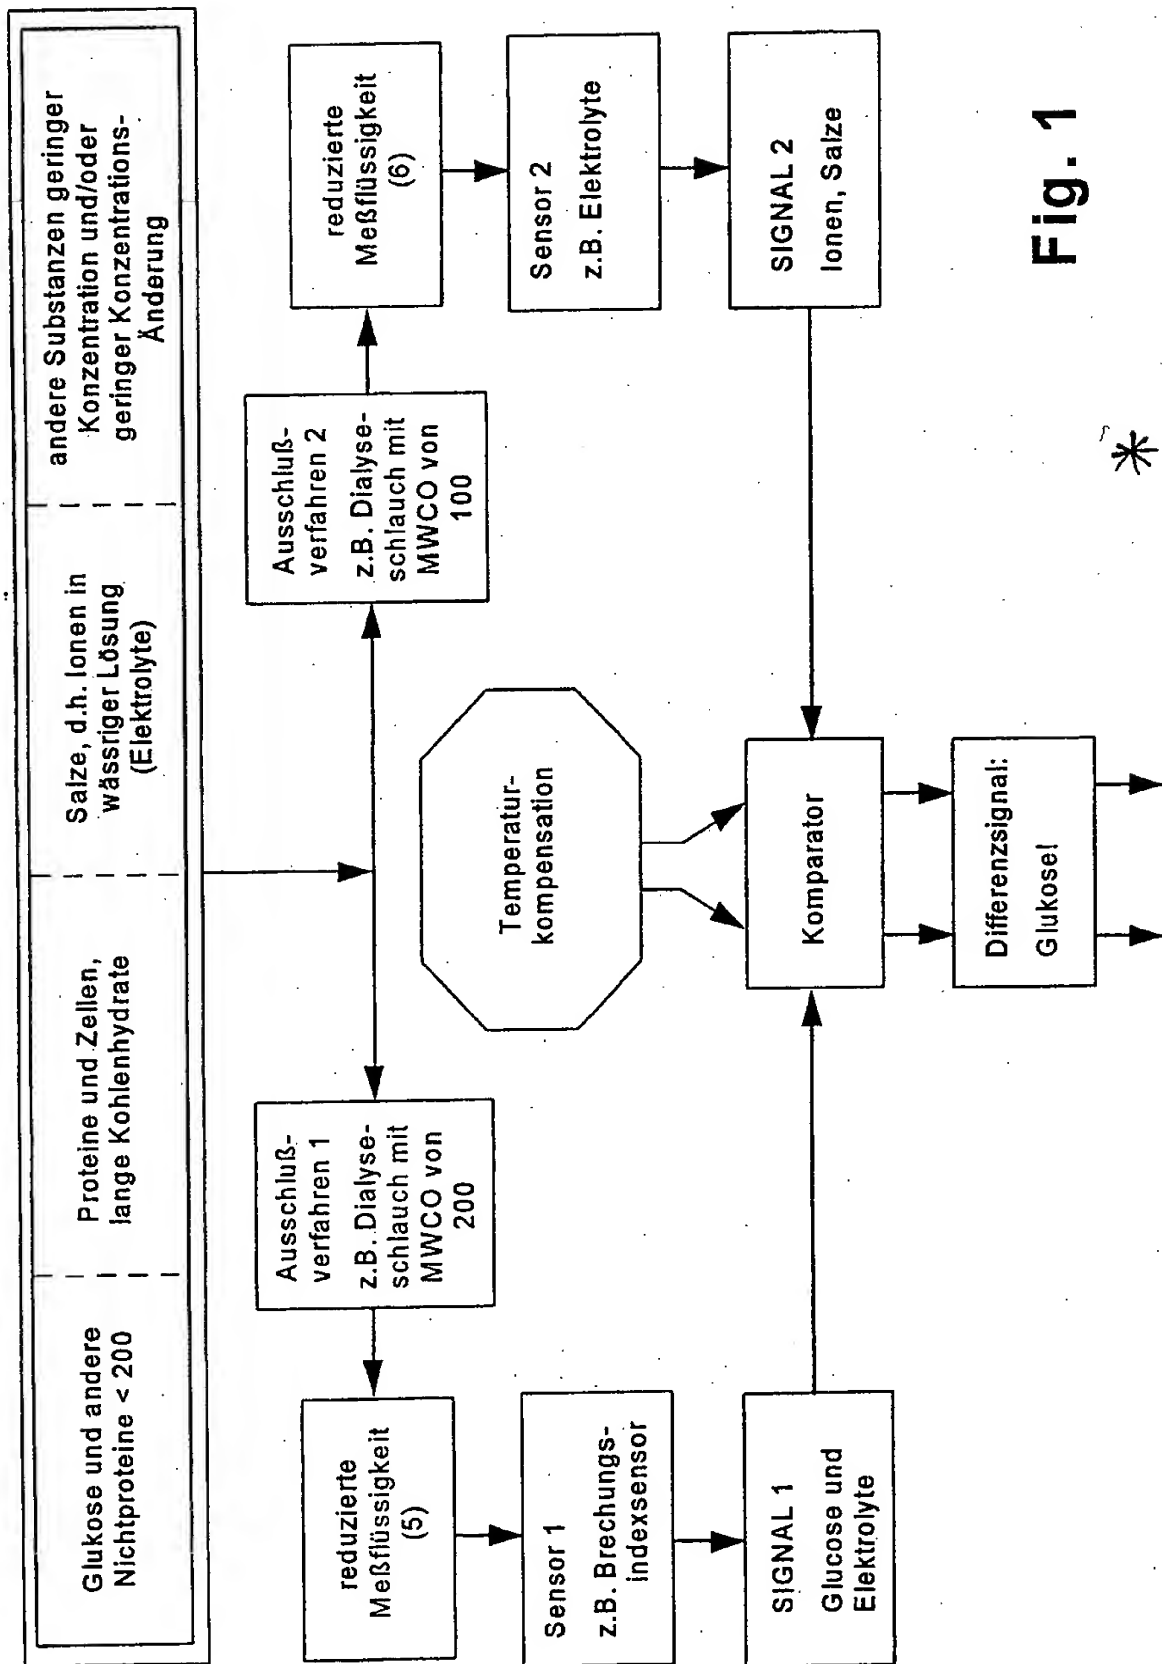 Glukose und andere
Nichtproteine < 200
Proteine und Zellen,
lange Kohlenhydrate
Salze, d.h. Ionen in
wässriger Lösung
(Elektrolyte)
andere Substanzen geringer
Konzentration und/oder
geringer Konzentrations-
Änderung
Ausschluß-
verfahren 1
z.B. Dialyse-
schlauch mit
MWCO von
200
Ausschluß-
verfahren 2
z.B. Dialyse-
schlauch mit
MWCO von
100
reduzierte
Meßflüssigkeit
(5)
reduzierte
Meßflüssigkeit
(6)
Sensor 1
z.B. Brechungs-
indexsensor
Temperatur-
kompensation
Sensor 2
z.B. Elektrolyte
SIGNAL 1
Glucose und
Elektrolyte
Komparator
SIGNAL 2
Ionen, Salze
Differenzsignal:
Glukose!
Fig. 1